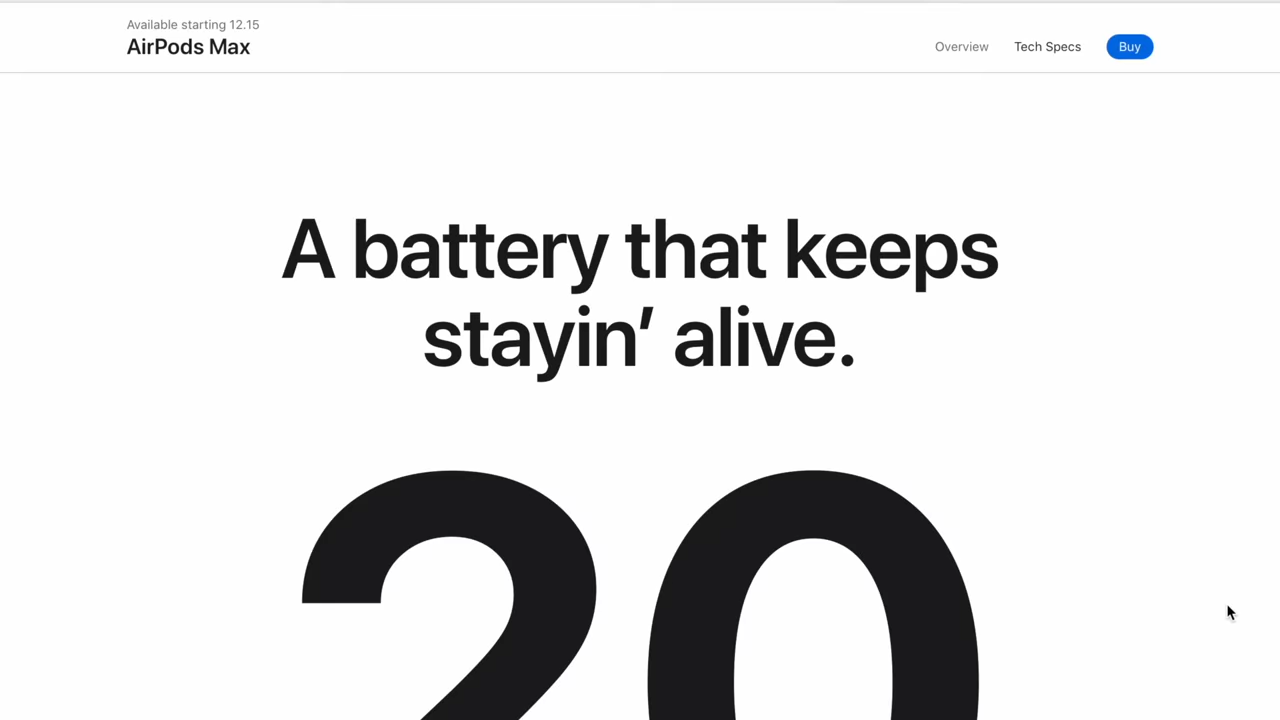 Available starting 12.15
AirPods Max
Overview
Tech Specs
Buy
A battery that keeps
stayin’ alive.
20